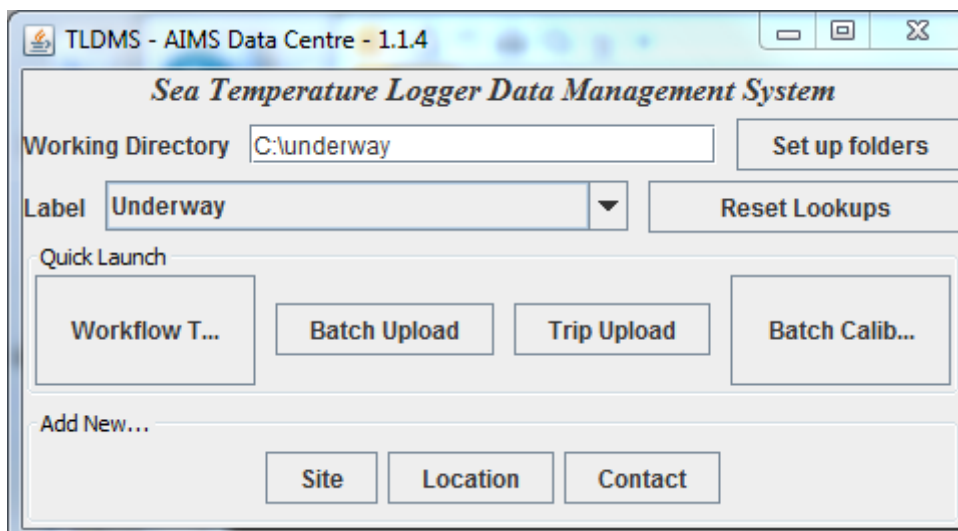 TLDMS - AIMS Data Centre - 1.1.4
Sea Temperature Logger Data Management System
Working Directory C:\underway Set up folders
Label Underway Reset Lookups
Quick Launch
Workflow T... Batch Upload Trip Upload Batch Calib...
Add New...
Site Location Contact